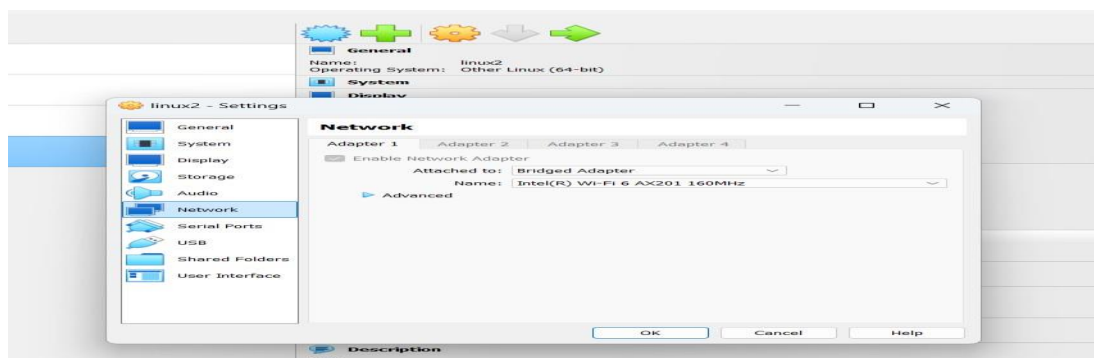 General
Name: linux2
Operating System: Other Linux (64-bit)
System
Display
linux2 - Settings
General
System
Display
Storage
Audio
Network
Serial Ports
USB
Shared Folders
User Interface
Network
Adapter 1 Adapter 2 Adapter 3 Adapter 4
Enable Network Adapter
Attached to: Bridged Adapter
Name: Intel(R) Wi-Fi 6 AX201 160MHz
Advanced
OK Cancel Help
Description